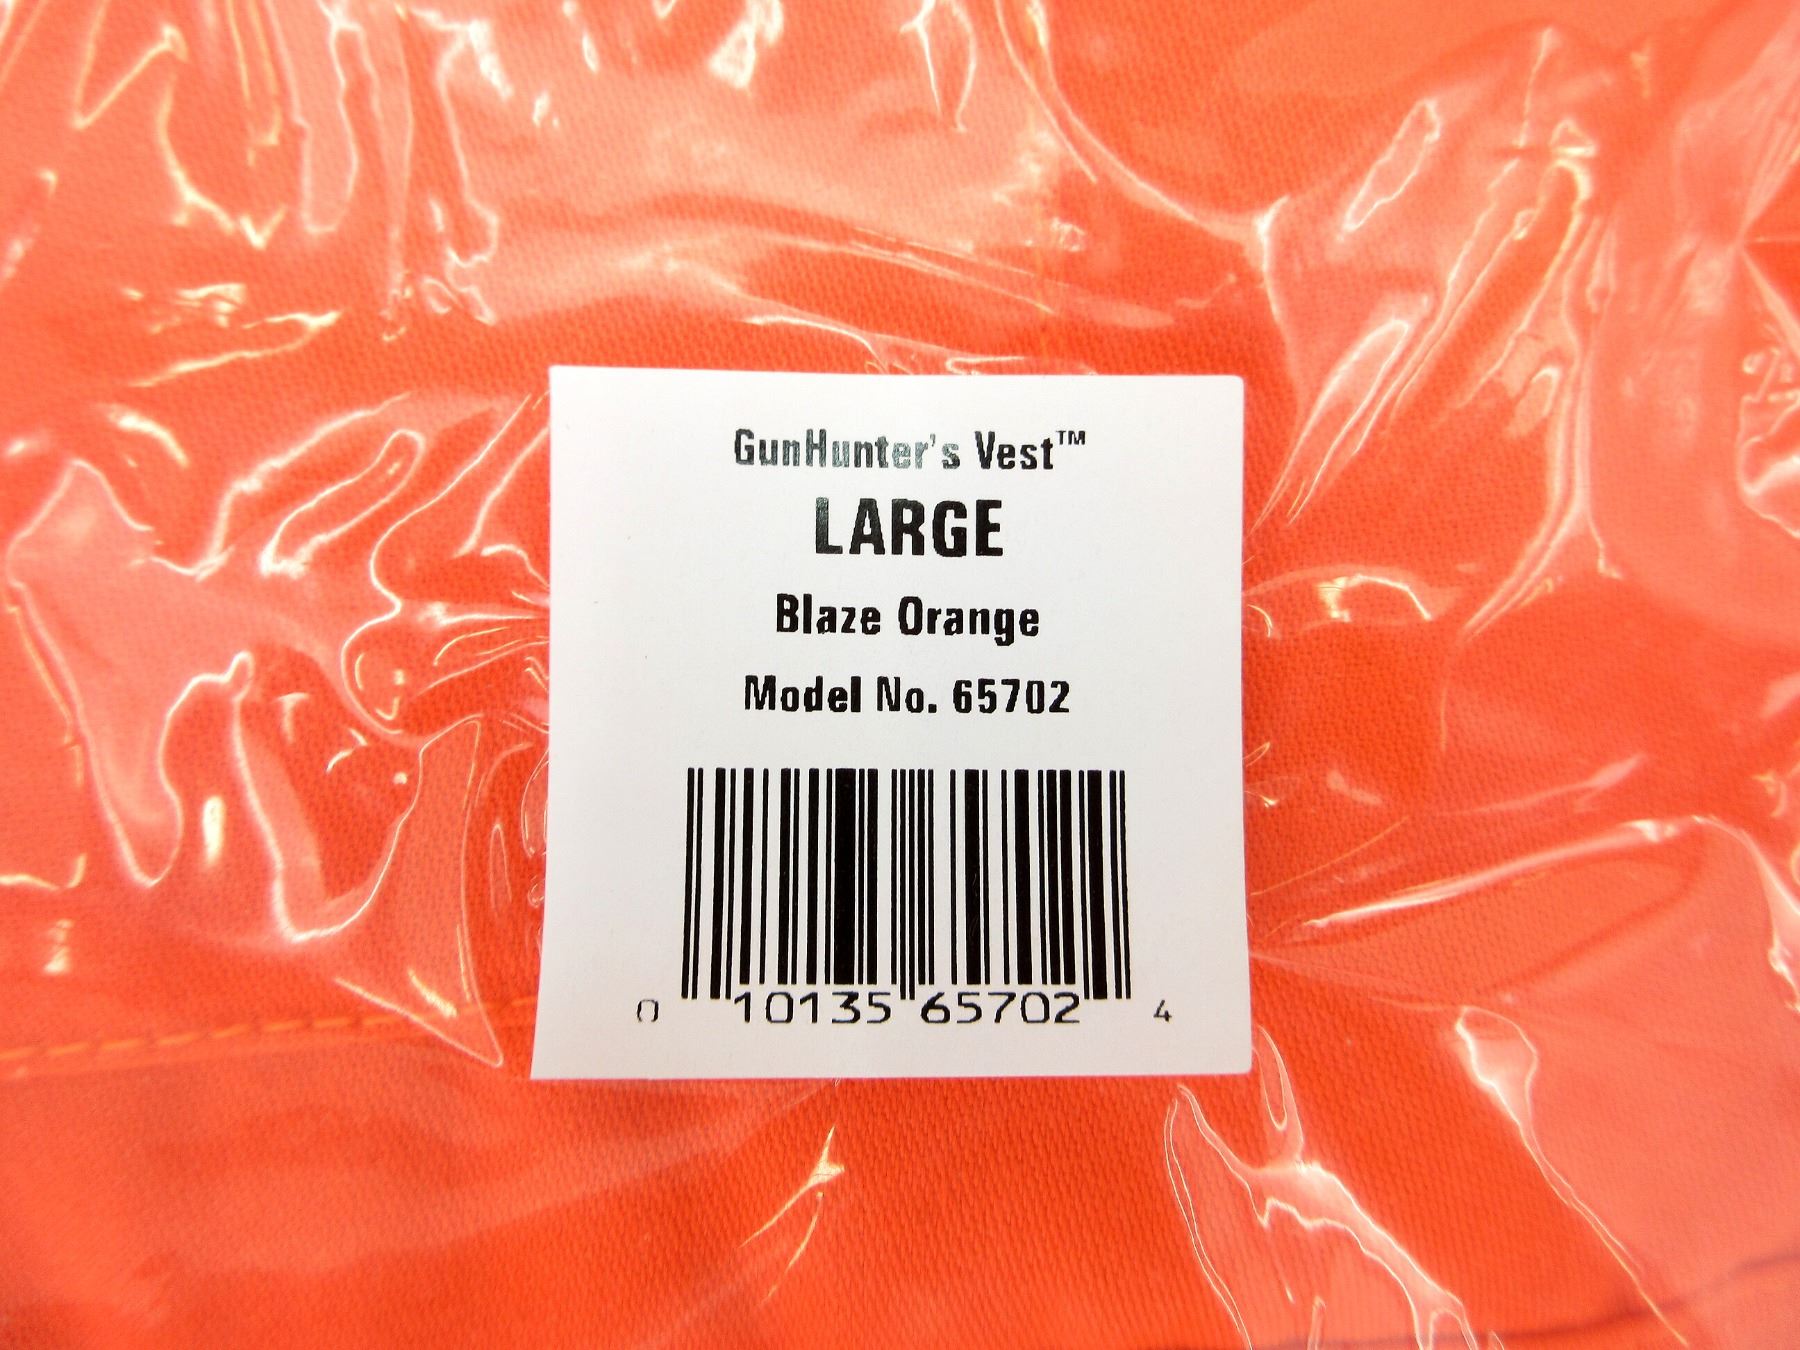 GunHunter's Vest™
LARGE
Blaze Orange
Model No. 65702
0 10135 65702 4